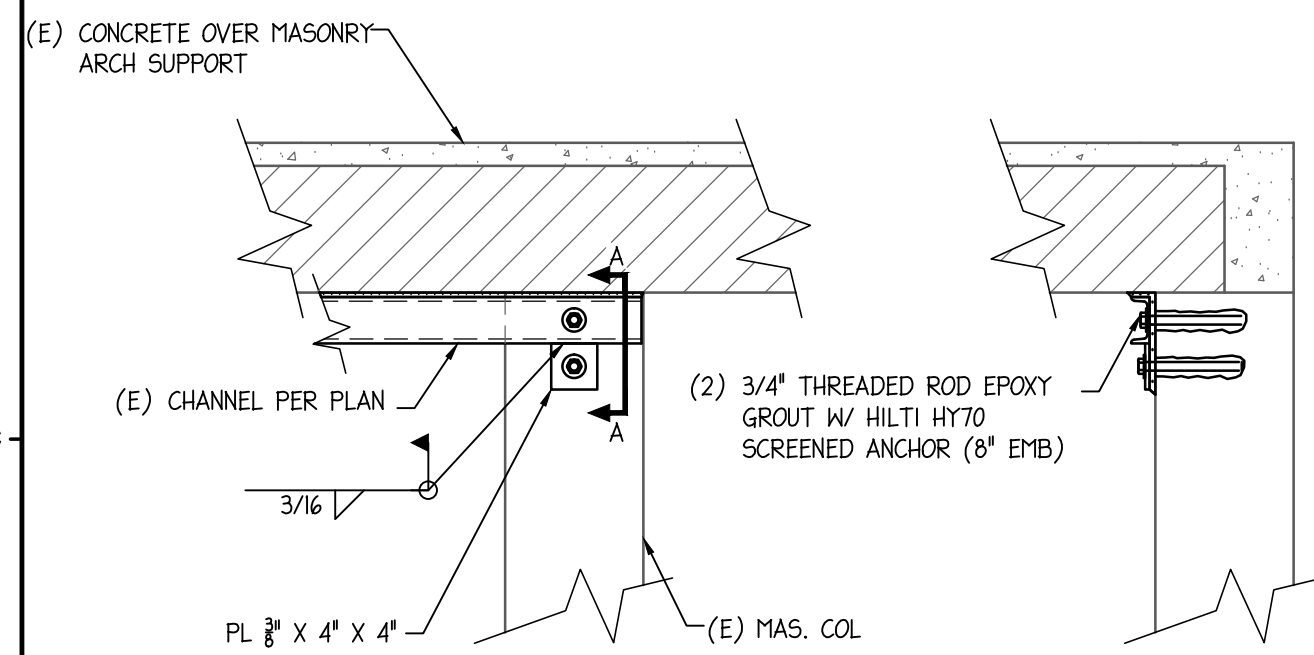 (E) CONCRETE OVER MASONRY
ARCH SUPPORT
A
(E) CHANNEL PER PLAN
A
(2) 3/4" THREADED ROD EPOXY
GROUT W/ HILTI HY70
SCREENED ANCHOR (8" EMB)
3/16
PL 3/8" X 4" X 4"
(E) MAS. COL